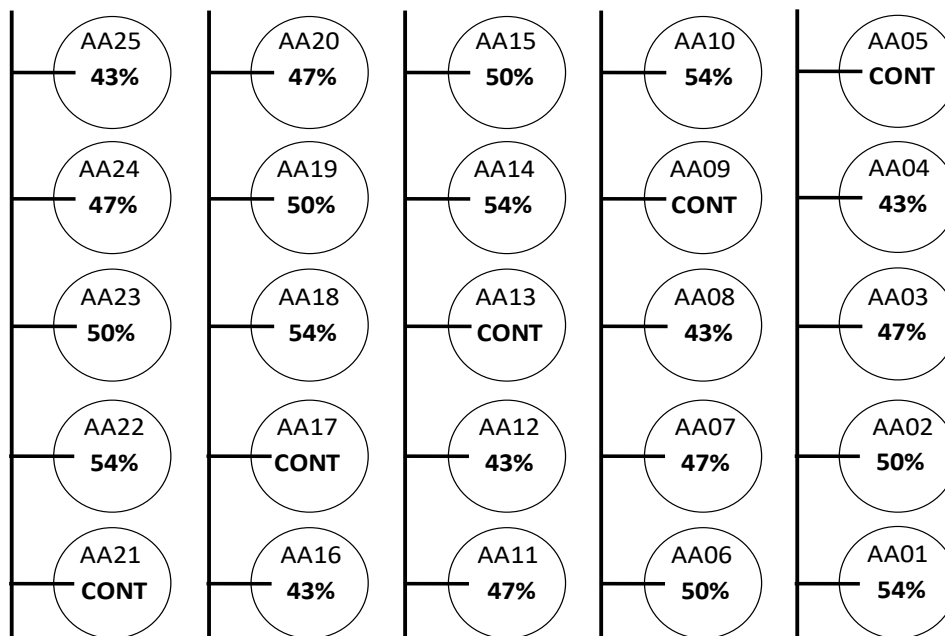 AA25 AA20 AA15 AA10 AA05
43% 47% 50% 54% CONT
AA24 AA19 AA14 AA09 AA04
47% 50% 54% CONT 43%
AA23 AA18 AA13 AA08 AA03
50% 54% CONT 43% 47%
AA22 AA17 AA12 AA07 AA02
54% CONT 43% 47% 50%
AA21 AA16 AA11 AA06 AA01
CONT 43% 47% 50% 54%